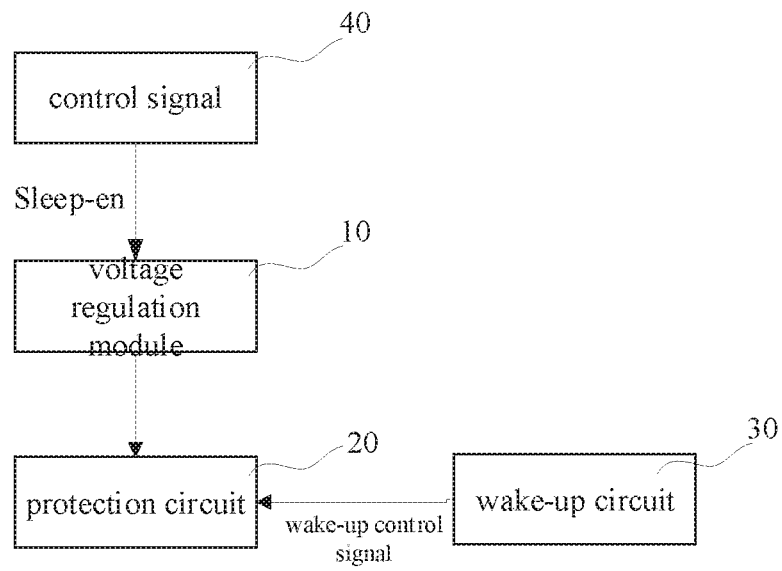 40
control signal
Sleep-en
10
voltage
regulation
module
20
30
protection circuit
wake-up circuit
wake-up control
signal